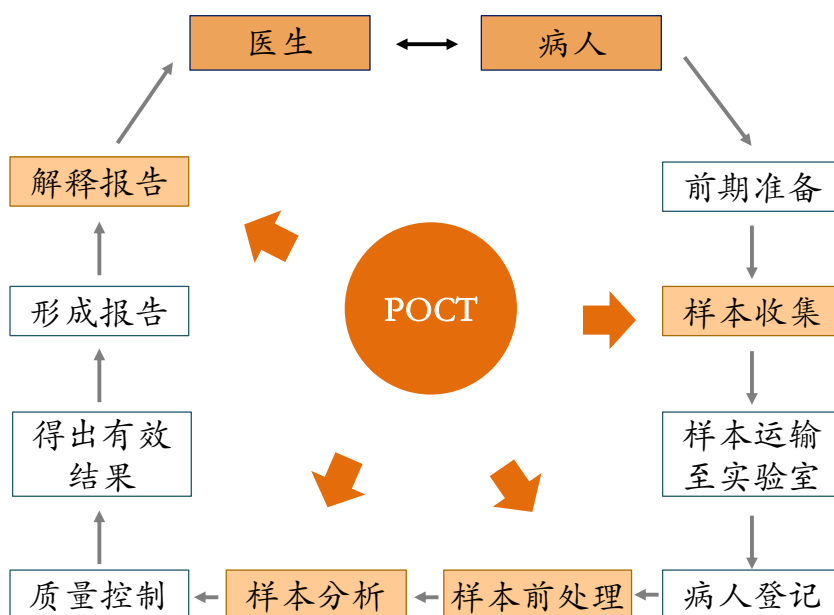 医生
病人
解释报告
前期准备
POCT
形成报告
样本收集
得出有效
结果
样本运输
至实验室
质量控制
样本分析
样本前处理
病人登记